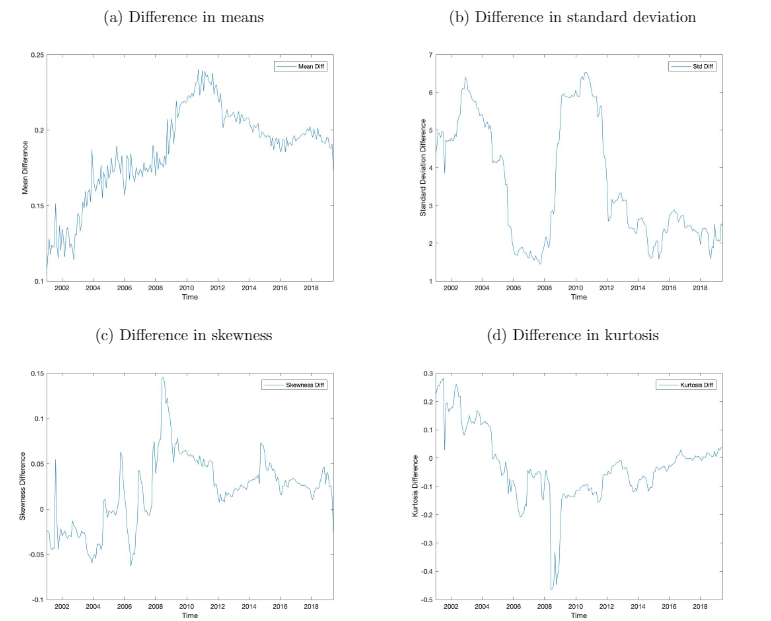 (a) Difference in means
(b) Difference in standard deviation
0.25
0.2
0.15
0.1
Mean Difference
Mean Diff
2002 2004 2006 2008 2010 2012 2014 2016 2018
Time
7
6
5
4
3
2
1
Standard Deviation Difference
Std Diff
2002 2004 2006 2008 2010 2012 2014 2016 2018
Time
(c) Difference in skewness
(d) Difference in kurtosis
0.15
0.1
0.05
0
-0.05
-0.1
Skewness Difference
Skewness Diff
2002 2004 2006 2008 2010 2012 2014 2016 2018
Time
0.3
0.2
0.1
0
-0.1
-0.2
-0.3
-0.4
-0.5
Kurtosis Difference
Kurtosis Diff
2002 2004 2006 2008 2010 2012 2014 2016 2018
Time